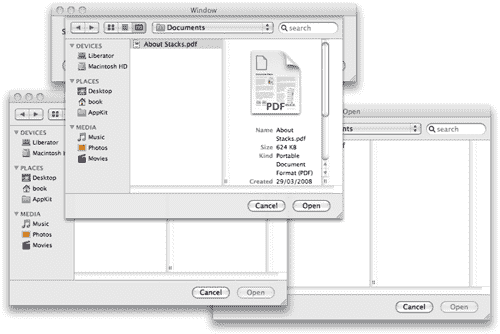 Window
Documents
search
DEVICES
Liberator
Macintosh HD
PLACES
Desktop
book
AppKit
MEDIA
Music
Photos
Movies
About Stacks.pdf
PDF
Name About
Stacks.pdf
Size 624 KB
Kind Portable
Document
Format (PDF)
Created 29/03/2008
Cancel
Open
DEVICES
Liberator
Macintosh
PLACES
Desktop
book
AppKit
MEDIA
Music
Photos
Movies
Cancel
Open
Open
search
Cancel
Open